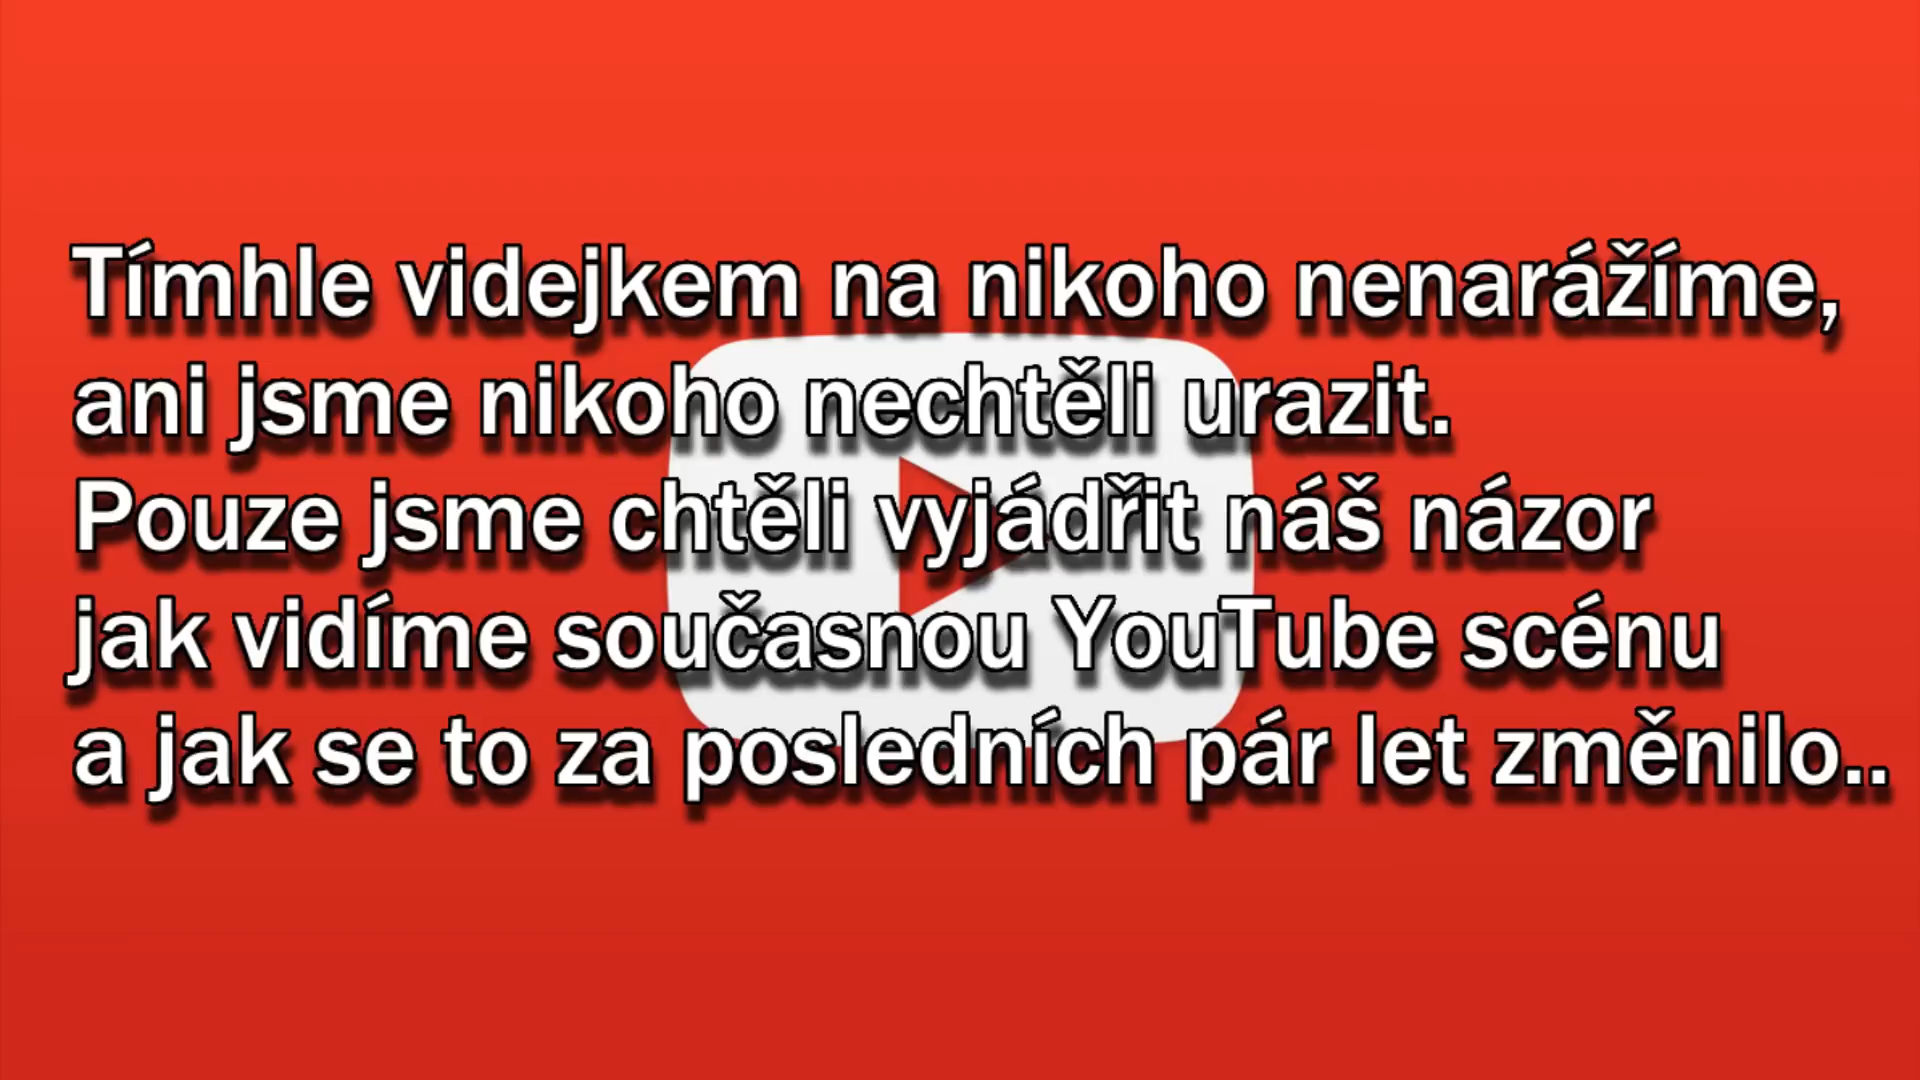 Tímhle videjkem na nikoho nenarážíme,
ani jsme nikoho nechtěli urazit.
Pouze jsme chtěli vyjádřit náš názor
jak vidíme současnou YouTube scénu
a jak se to za posledních pár let změnilo..